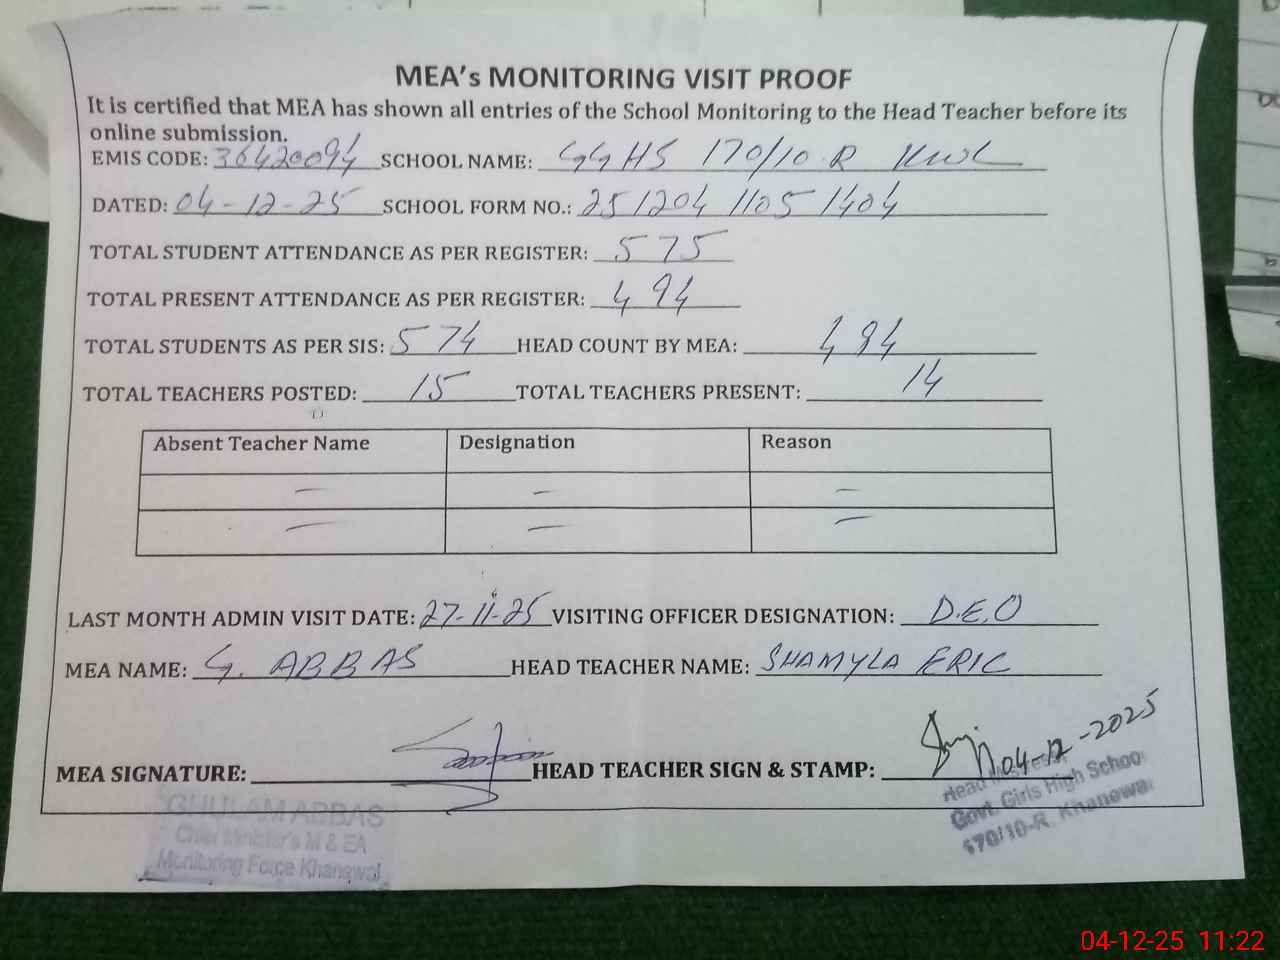 MEA's MONITORING VISIT PROOF
It is certified that MEA has shown all entries of the School Monitoring to the Head Teacher before its
online submission.
EMIS CODE: 36420094 SCHOOL NAME: GGHS 170/10.R KWL
DATED: 04-12-25 SCHOOL FORM NO.: 251204 1105 1404
TOTAL STUDENT ATTENDANCE AS PER REGISTER: 575
TOTAL PRESENT ATTENDANCE AS PER REGISTER: 494
TOTAL STUDENTS AS PER SIS: 574 HEAD COUNT BY MEA: 494
TOTAL TEACHERS POSTED: 15 TOTAL TEACHERS PRESENT: 14
Absent Teacher Name Designation Reason
— — —
— — —
LAST MONTH ADMIN VISIT DATE: 27-11-25 VISITING OFFICER DESIGNATION: D.E.O
MEA NAME: G. ABBAS HEAD TEACHER NAME: SHAMYLA ERIC
MEA SIGNATURE: HEAD TEACHER SIGN & STAMP: 04-12-2025
GHULAM ABBAS
Chief Minister's M & EA
Monitoring Force Khanewal
Head Mistress
Govt. Girls High School
170/10-R, Khanewal
04-12-25 11:22